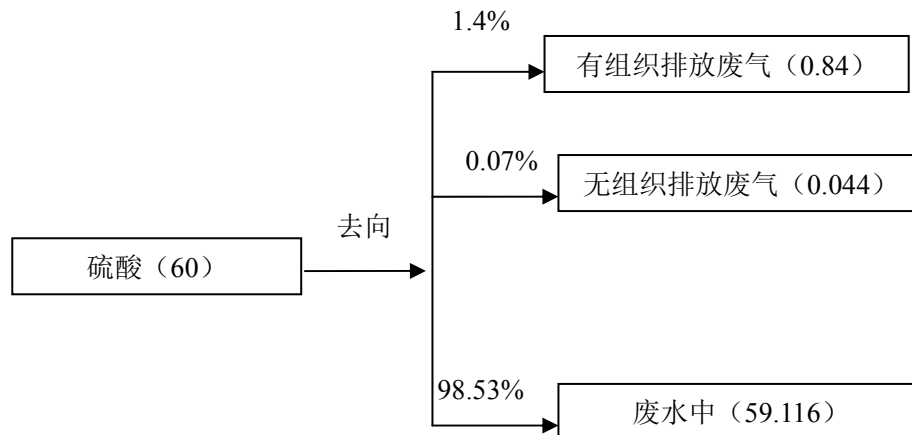 1.4%
有组织排放废气（0.84）
0.07%
无组织排放废气（0.044）
去向
硫酸（60）
98.53%
废水中（59.116）